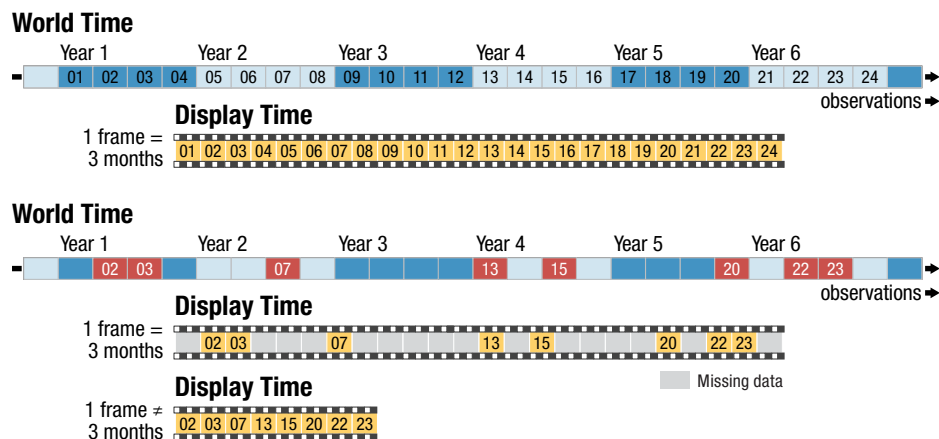 World Time
Year 1 Year 2 Year 3 Year 4 Year 5 Year 6
01 02 03 04 05 06 07 08 09 10 11 12 13 14 15 16 17 18 19 20 21 22 23 24
observations
Display Time
1 frame =
3 months
01 02 03 04 05 06 07 08 09 10 11 12 13 14 15 16 17 18 19 20 21 22 23 24
World Time
Year 1 Year 2 Year 3 Year 4 Year 5 Year 6
02 03 07 13 15 20 22 23
observations
Display Time
1 frame =
3 months
02 03 07 13 15 20 22 23
Missing data
Display Time
1 frame ≠
3 months
02 03 07 13 15 20 22 23